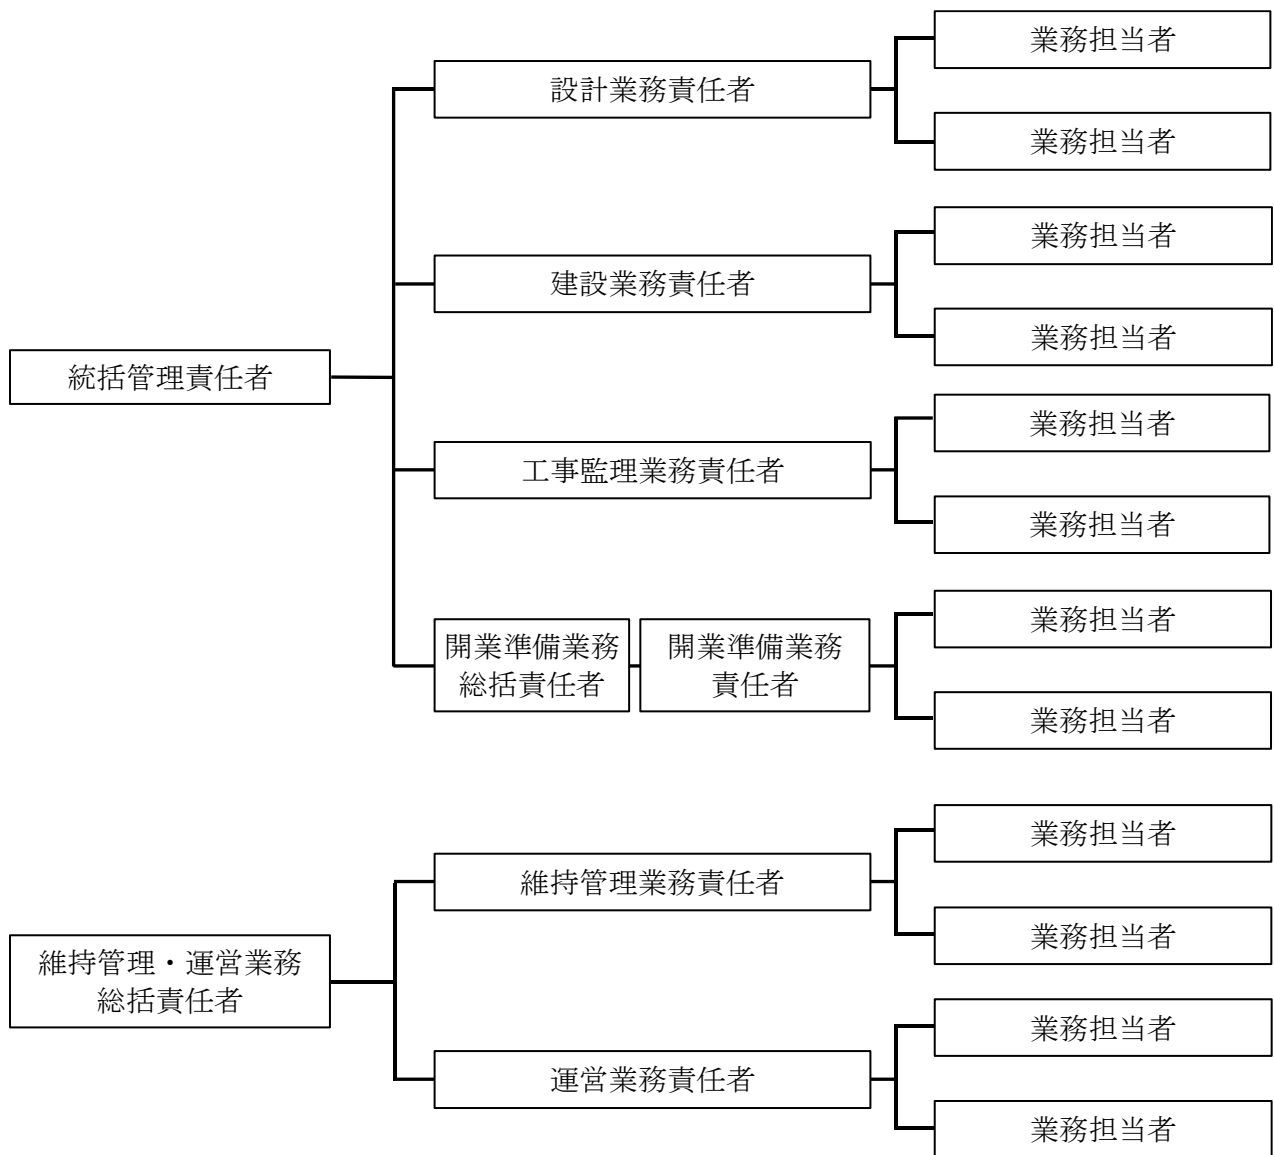 業務担当者
設計業務責任者
業務担当者
業務担当者
建設業務責任者
業務担当者
統括管理責任者
業務担当者
工事監理業務責任者
業務担当者
開業準備業務
総括責任者
開業準備業務
責任者
業務担当者
業務担当者
業務担当者
維持管理業務責任者
業務担当者
維持管理・運営業務
総括責任者
業務担当者
運営業務責任者
業務担当者